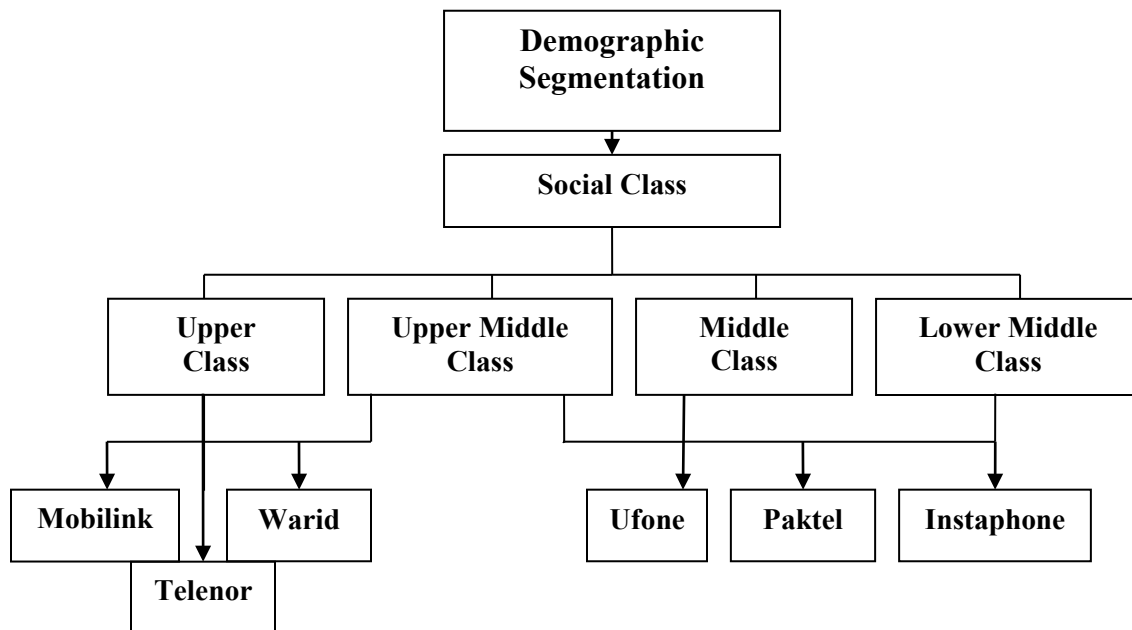 Demographic
Segmentation
Social Class
Upper
Class
Upper Middle
Class
Middle
Class
Lower Middle
Class
Mobilink
Warid
Ufone
Paktel
Instaphone
Telenor